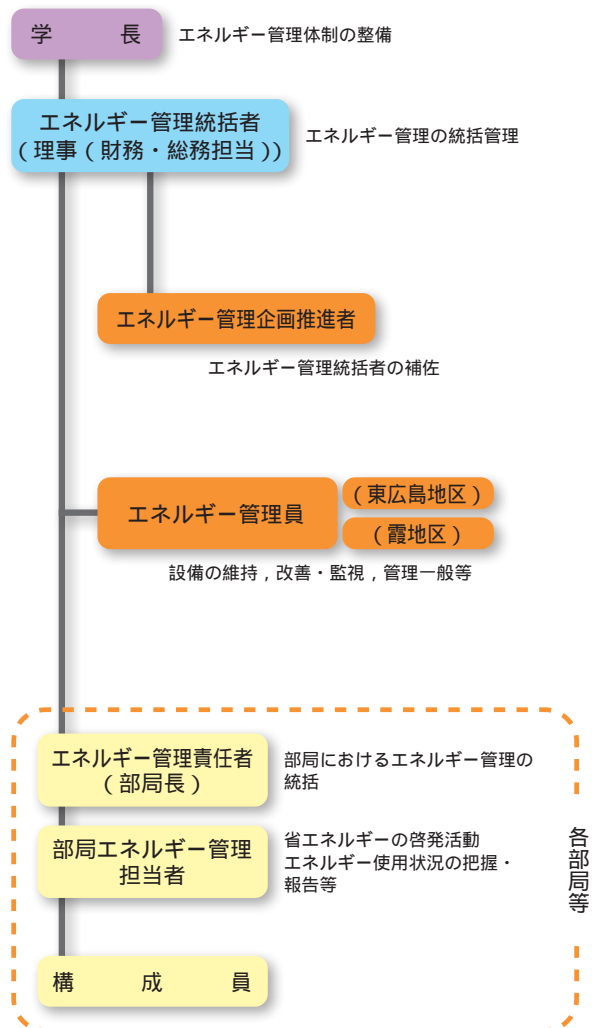 学　長
エネルギー管理体制の整備
エネルギー管理統括者
（理事（財務・総務担当））
エネルギー管理の統括管理
エネルギー管理企画推進者
エネルギー管理統括者の補佐
エネルギー管理員
（東広島地区）
（霞地区）
設備の維持，改善・監視，管理一般等
エネルギー管理責任者
（部局長）
部局におけるエネルギー管理の
統括
部局エネルギー管理
担当者
省エネルギーの啓発活動
エネルギー使用状況の把握・
報告等
各部局等
構　成　員